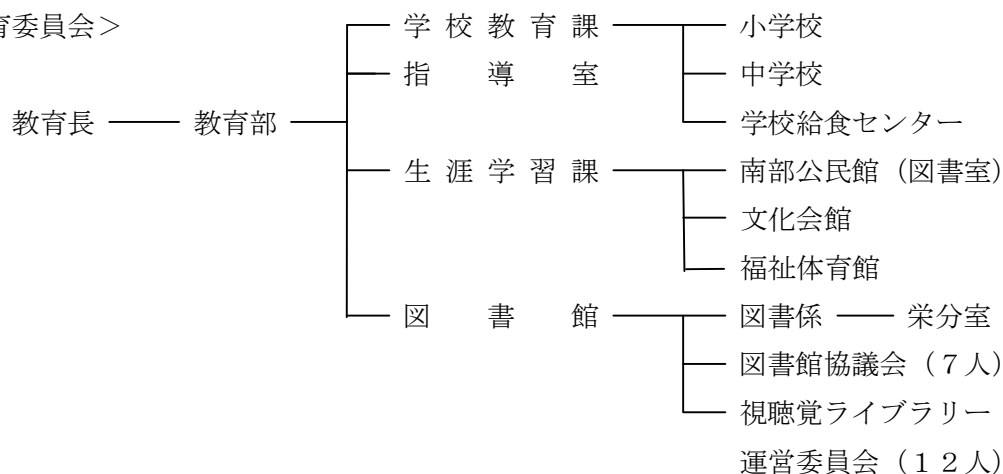 育委員会>
学校教育課 小学校
指導室 中学校
教育長 教育部 学校給食センター
生涯学習課 南部公民館（図書室）
文化会館
福祉体育館
図書館 図書係 栄分室
図書館協議会（７人）
視聴覚ライブラリー
運営委員会（１２人）